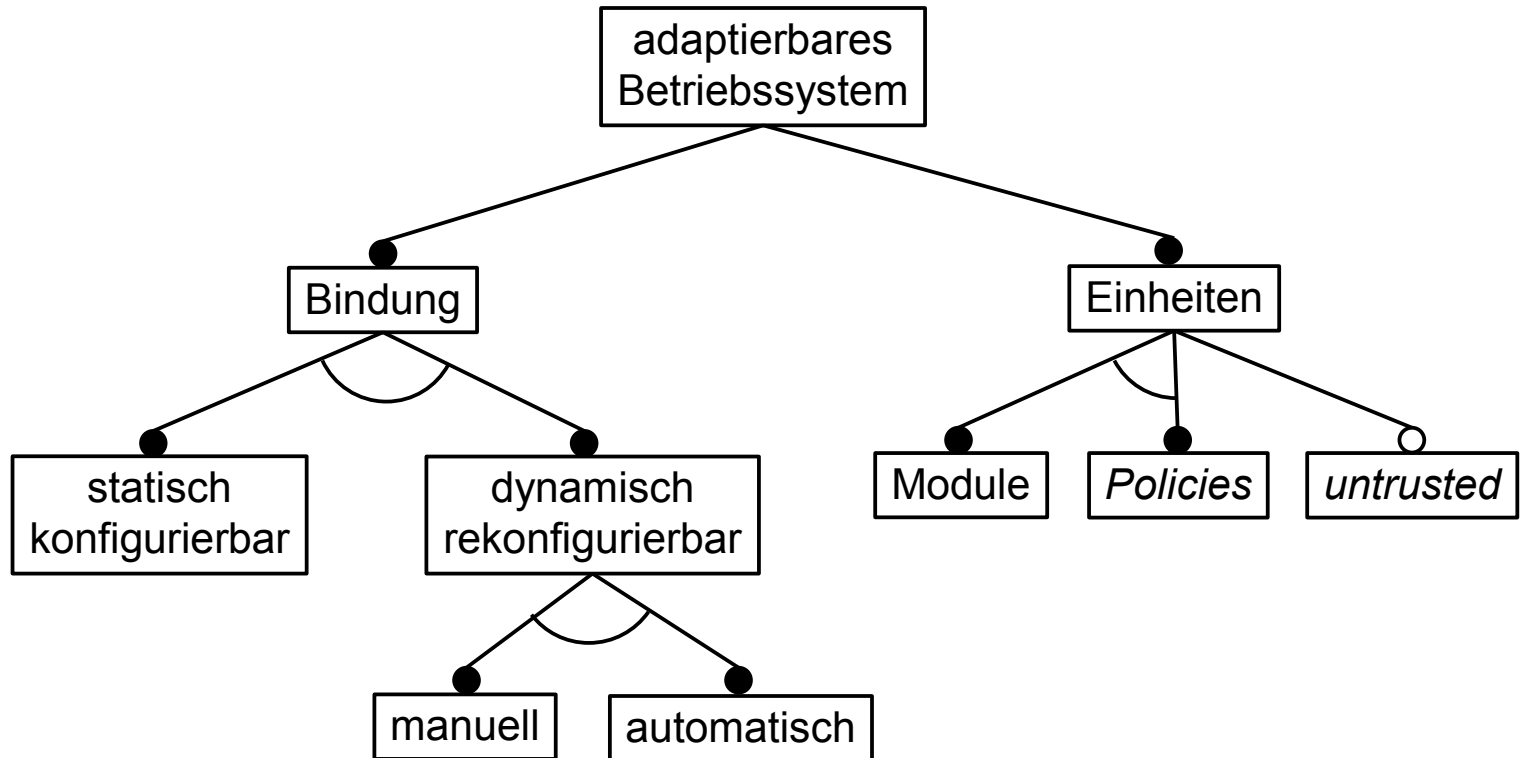 adaptierbares
Betriebssystem
Bindung
Einheiten
statisch
konfigurierbar
dynamisch
rekonfigurierbar
Module
Policies
untrusted
manuell
automatisch